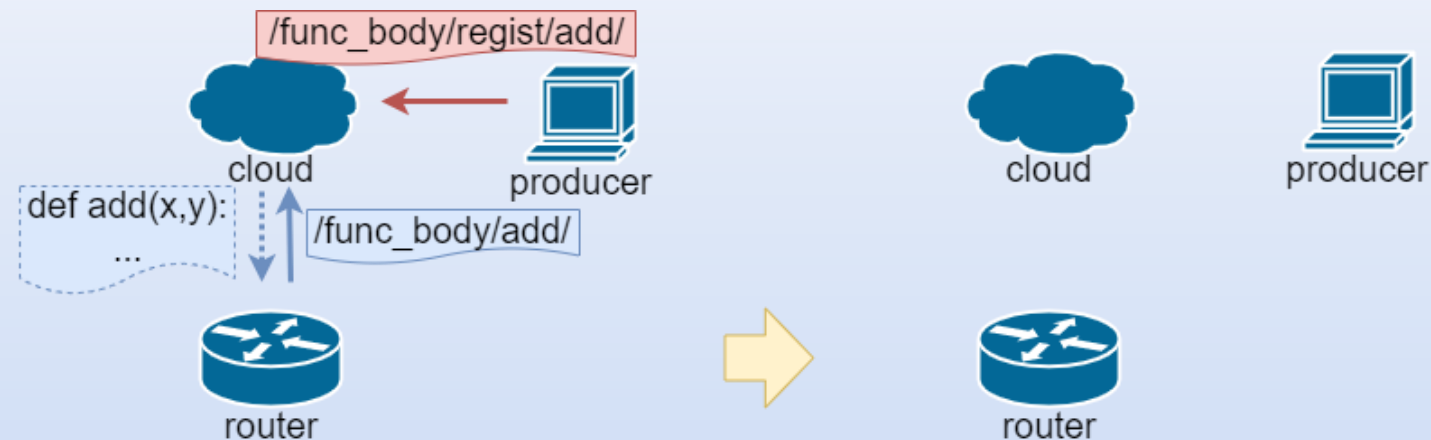 /func_body/regist/add/
cloud
producer
def add(x,y):
...
/func_body/add/
router
cloud
producer
router